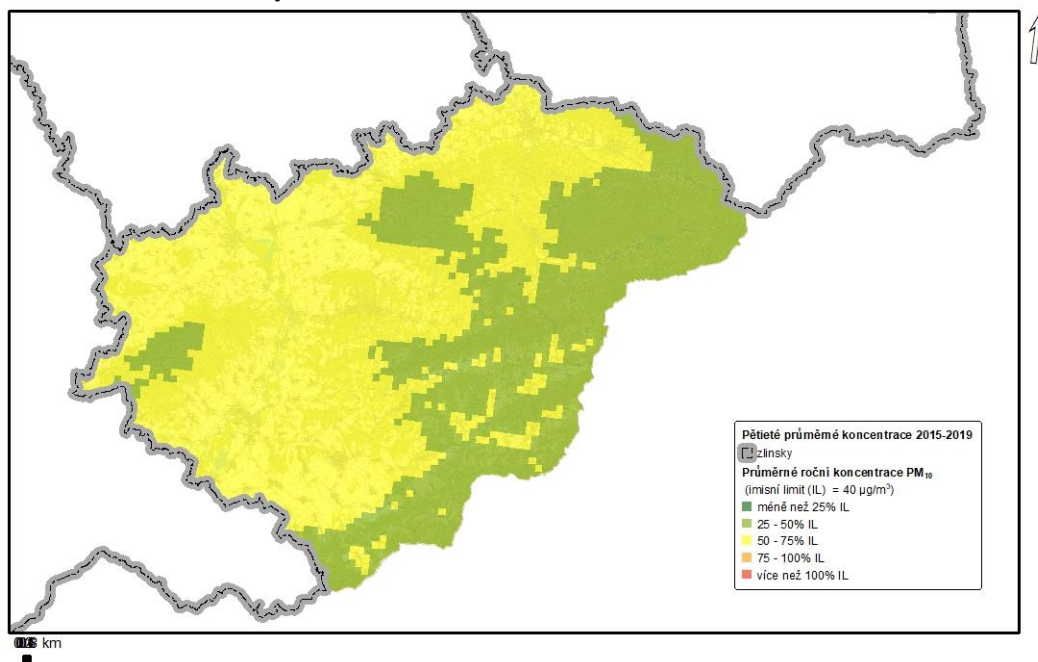 Pětieté průměrné koncentrace 2015-2019
zlinsky
Průměrné roční koncentrace PM₁₀
(imisní limit (IL) = 40 µg/m³)
méně než 25% IL
25 - 50% IL
50 - 75% IL
75 - 100% IL
více než 100% IL
km